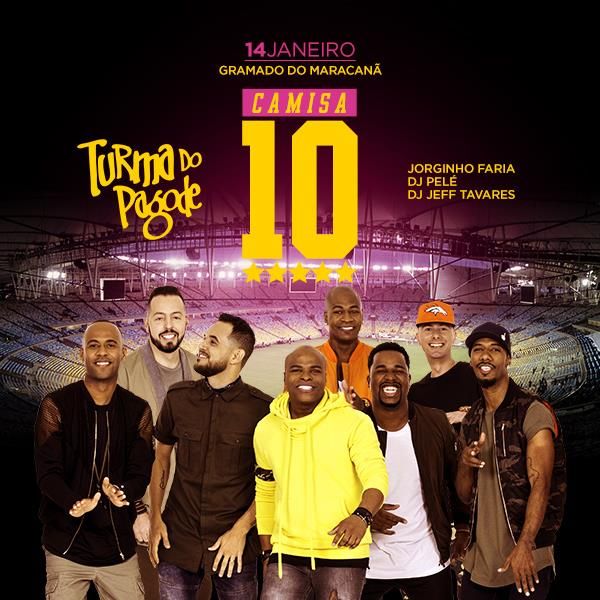 14JANEIRO
GRAMADO DO MARACANÃ
CAMISA
10
TURMA DO
PAGODE
JORGINHO FARIA
DJ PELÉ
DJ JEFF TAVARES